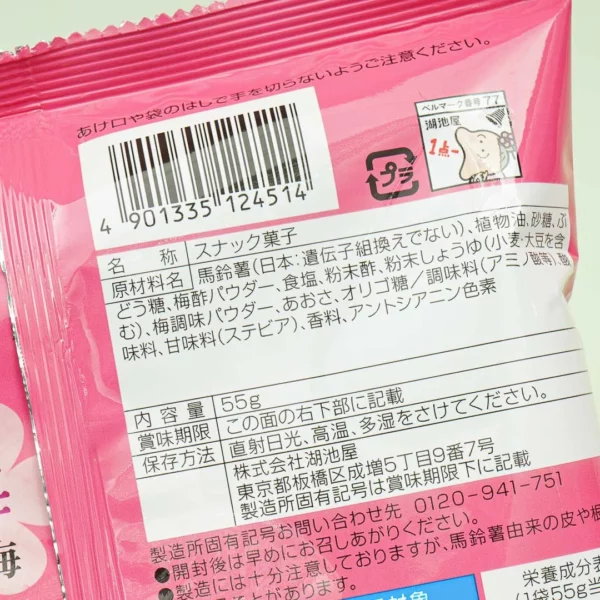 あけ口や袋のはしで手を切らないようご注意ください。
4 901335 124514
プラ
ベルマーク番号 77
湖池屋
1点
名 称 スナック菓子
原材料名 馬鈴薯(日本:遺伝子組換えでない)、植物油、砂糖、ぶ
どう糖、梅酢パウダー、食塩、粉末酢、粉末しょうゆ(小麦・大豆を含
む)、梅調味パウダー、あおさ、オリゴ糖/調味料(アミノ酸等)、酸
味料、甘味料(ステビア)、香料、アントシアニン色素
内容量 55g
賞味期限 この面の右下部に記載
保存方法 直射日光、高温、多湿をさけてください。
株式会社湖池屋
東京都板橋区成増5丁目9番7号
製造所固有記号は賞味期限下に記載
製造所固有記号お問い合わせ先 0120-941-751
●開封後は早めにお召しあがりください。
●製造には十分注意しておりますが、馬鈴薯由来の皮や
ることがあります。
対象
栄養成分表
(1袋55g当
梅